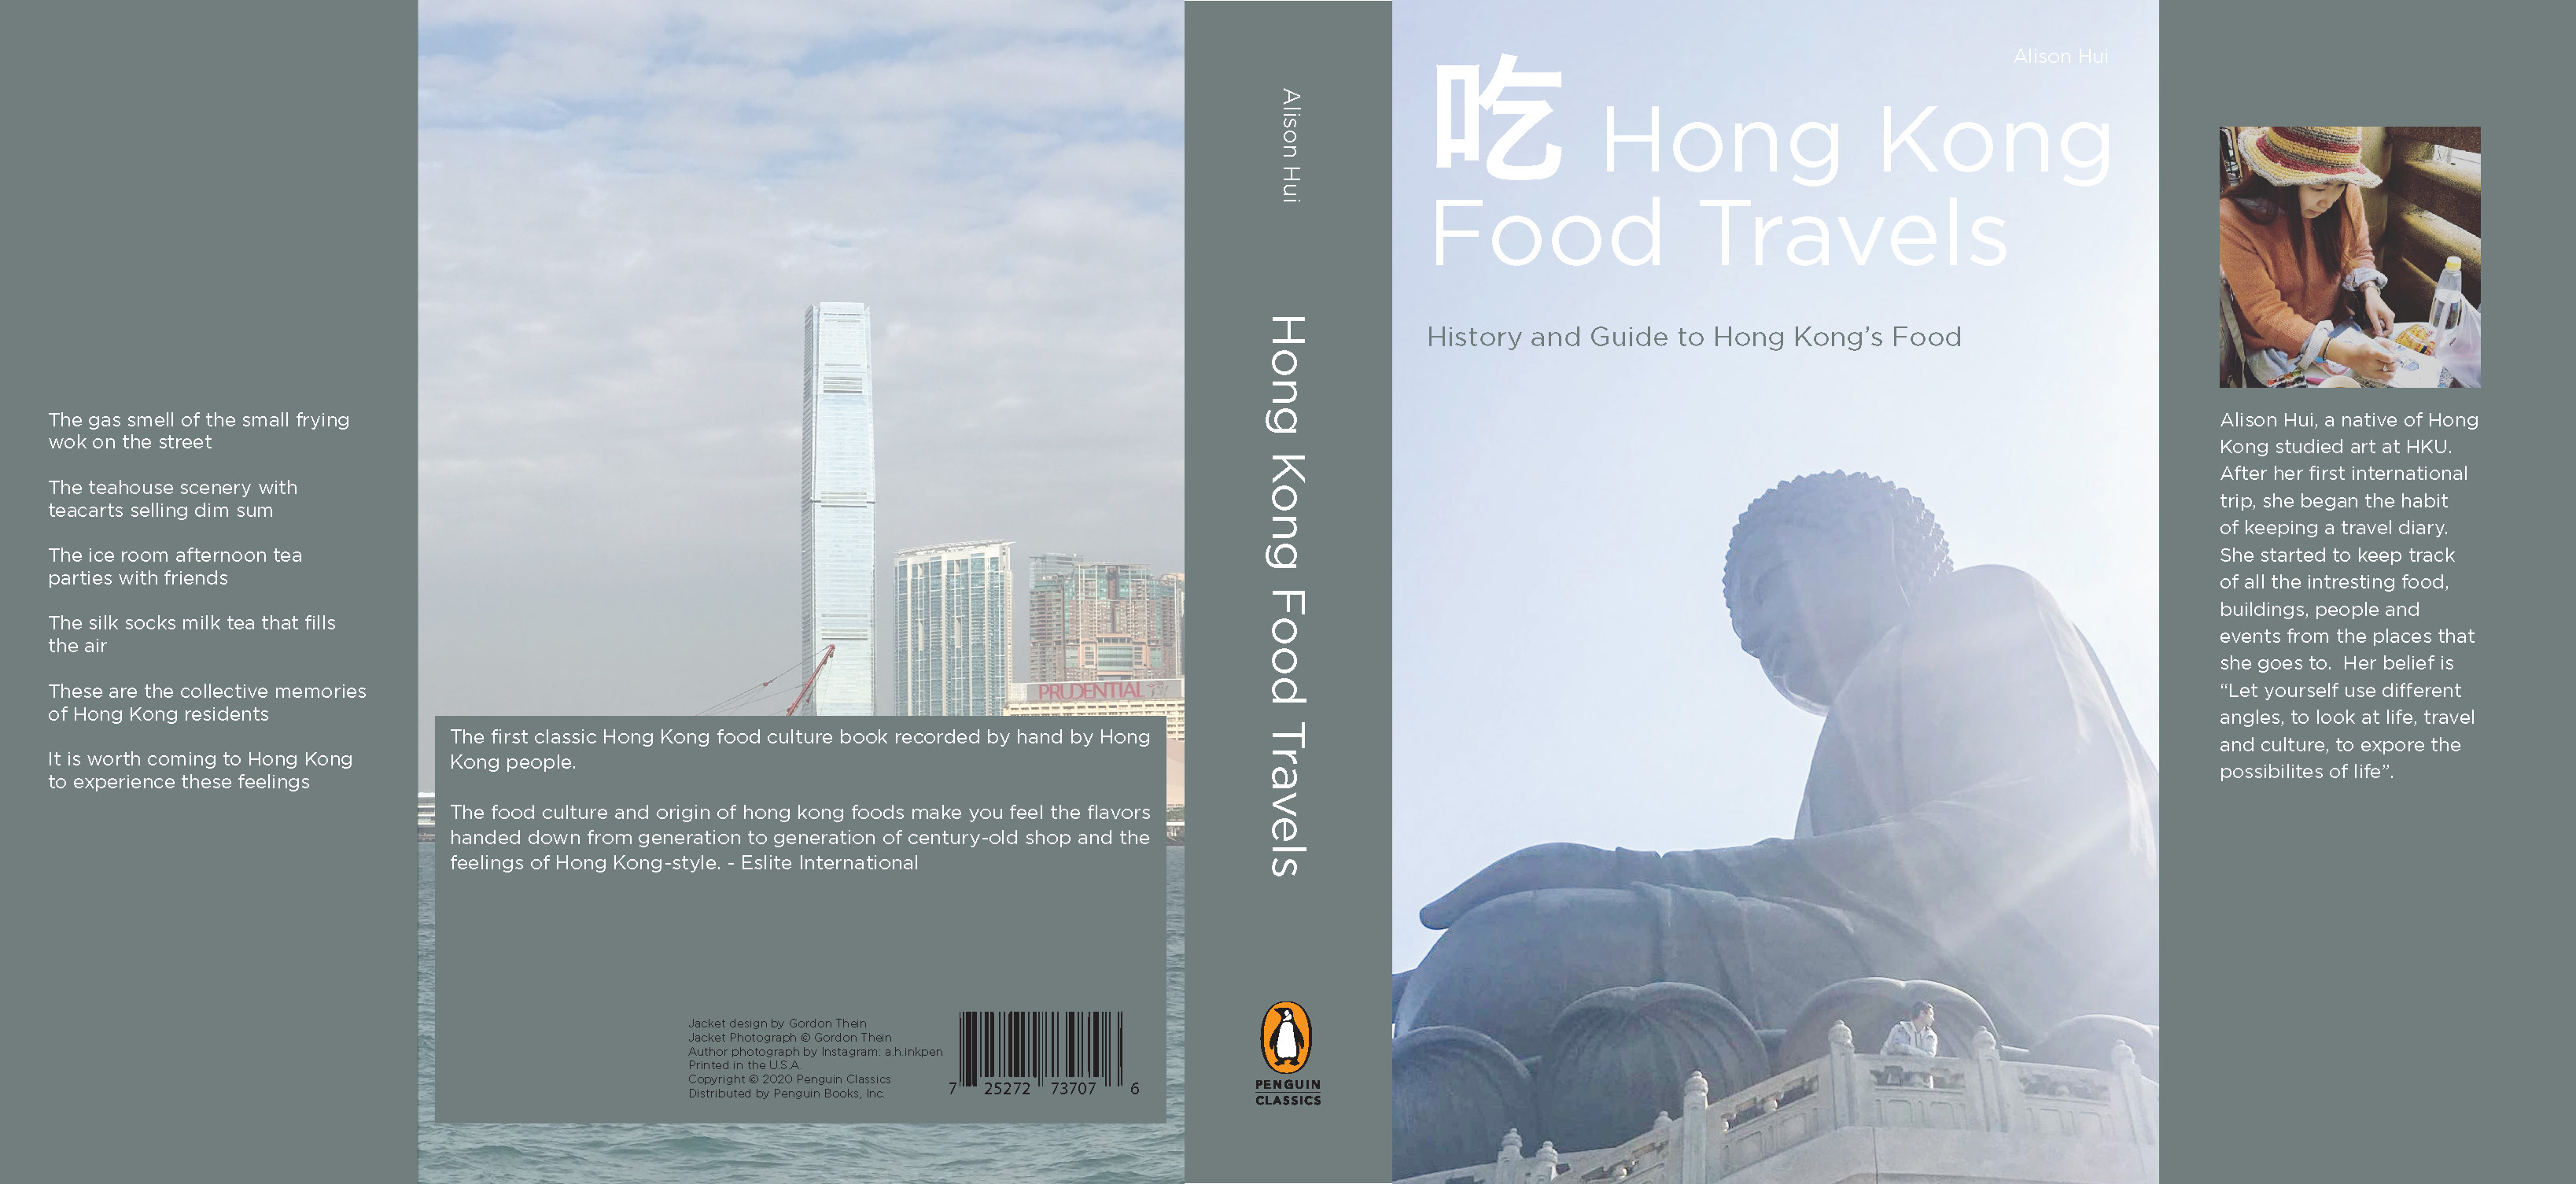 The gas smell of the small frying
wok on the street
The teahouse scenery with
teacarts selling dim sum
The ice room afternoon tea
parties with friends
The silk socks milk tea that fills
the air
These are the collective memories
of Hong Kong residents
It is worth coming to Hong Kong
to experience these feelings
PRUDENTIAL
The first classic Hong Kong food culture book recorded by hand by Hong
Kong people.
The food culture and origin of hong kong foods make you feel the flavors
handed down from generation to generation of century-old shop and the
feelings of Hong Kong-style. - Eslite International
Jacket design by Gordon Thein
Jacket Photograph © Gordon Thein
Author photograph by Instagram: a.h.inkpen
Printed in the U.S.A.
Copyright © 2020 Penguin Classics
Distributed by Penguin Books, Inc.
7 25272 73707 6
Alison Hui
Hong Kong Food Travels
PENGUIN
CLASSICS
Alison Hui
吃 Hong Kong
Food Travels
History and Guide to Hong Kong’s Food
Alison Hui, a native of Hong
Kong studied art at HKU.
After her first international
trip, she began the habit
of keeping a travel diary.
She started to keep track
of all the intresting food,
buildings, people and
events from the places that
she goes to.  Her belief is
“Let yourself use different
angles, to look at life, travel
and culture, to expore the
possibilites of life”.